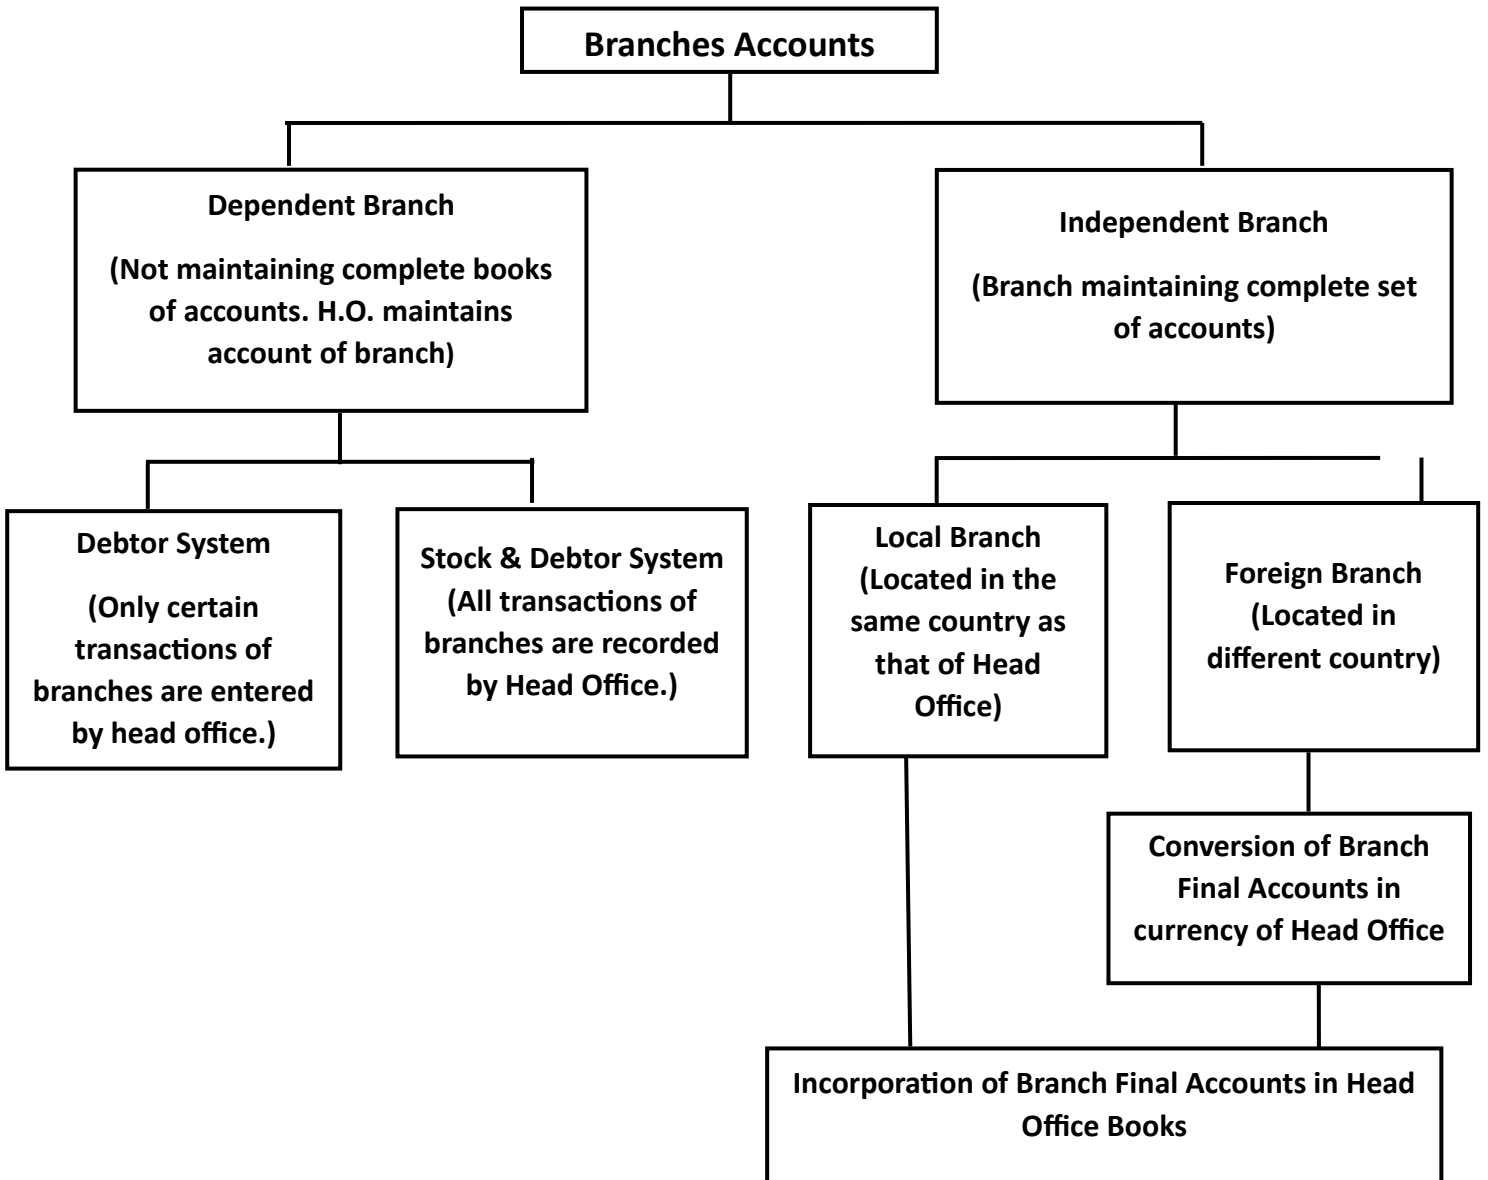 Branches Accounts
Dependent Branch
(Not maintaining complete books
of accounts. H.O. maintains
account of branch)
Independent Branch
(Branch maintaining complete set
of accounts)
Debtor System
(Only certain
transactions of
branches are entered
by head office.)
Stock & Debtor System
(All transactions of
branches are recorded
by Head Office.)
Local Branch
(Located in the
same country as
that of Head
Office)
Foreign Branch
(Located in
different country)
Conversion of Branch
Final Accounts in
currency of Head Office
Incorporation of Branch Final Accounts in Head
Office Books